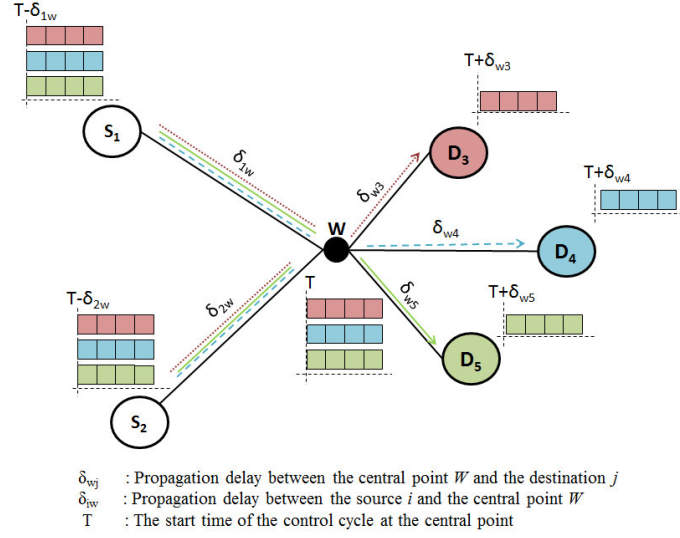 T-δ1w
S1
δ1w
T+δw3
D3
δw3
T+δw4
D4
δw4
W
T
T-δ2w
δ2w
S2
δw5
T+δw5
D5
δwj : Propagation delay between the central point W and the destination j
δiw : Propagation delay between the source i and the central point W
T : The start time of the control cycle at the central point